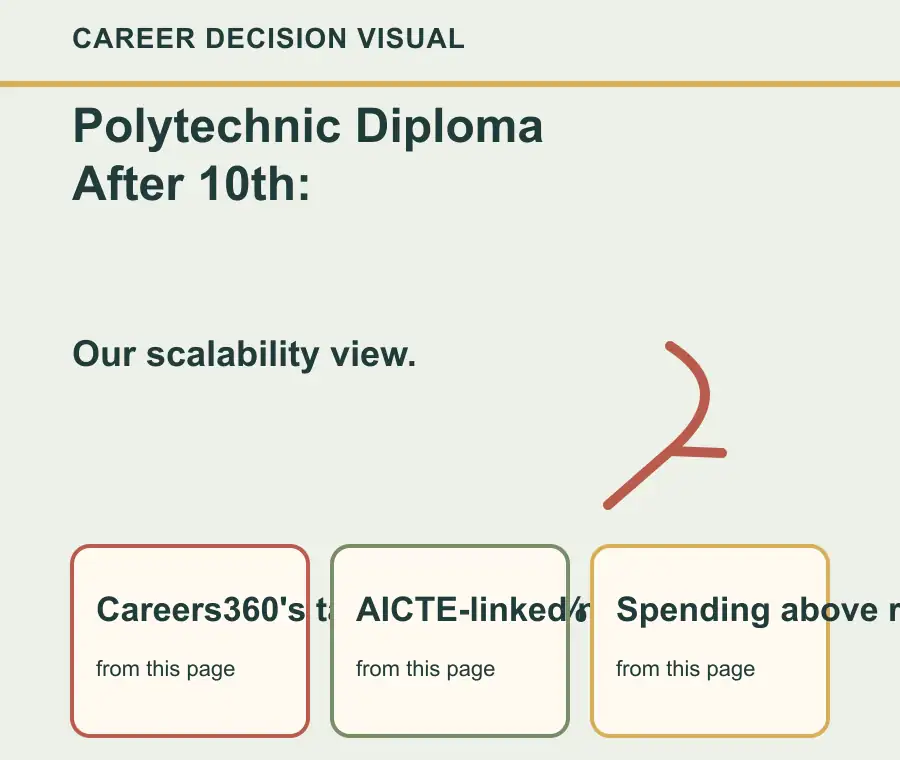 CAREER DECISION VISUAL
Polytechnic Diploma
After 10th:
Our scalability view.
Careers360's
AICTE-linked
Spending above
from this page
from this page
from this page